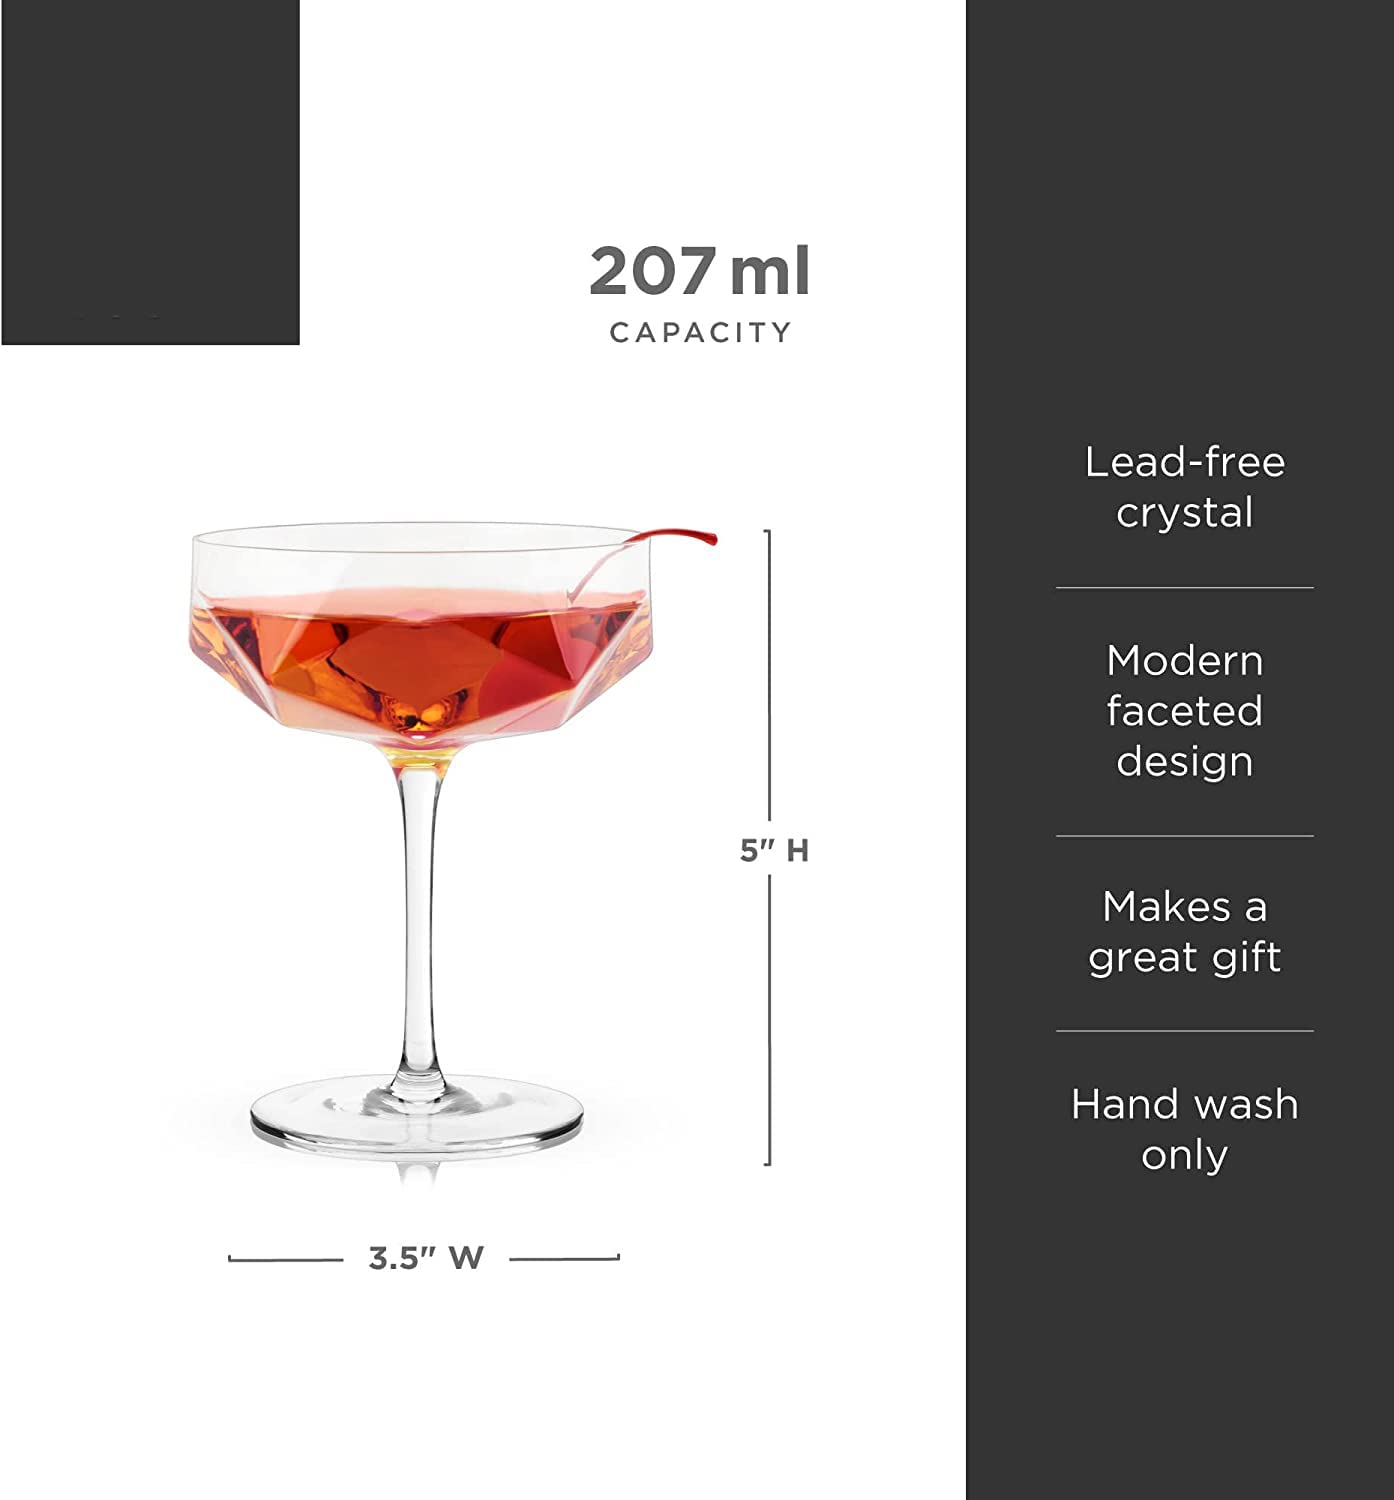 207 ml
CAPACITY
5" H
3.5" W
Lead-free
crystal
Modern
faceted
design
Makes a
great gift
Hand wash
only